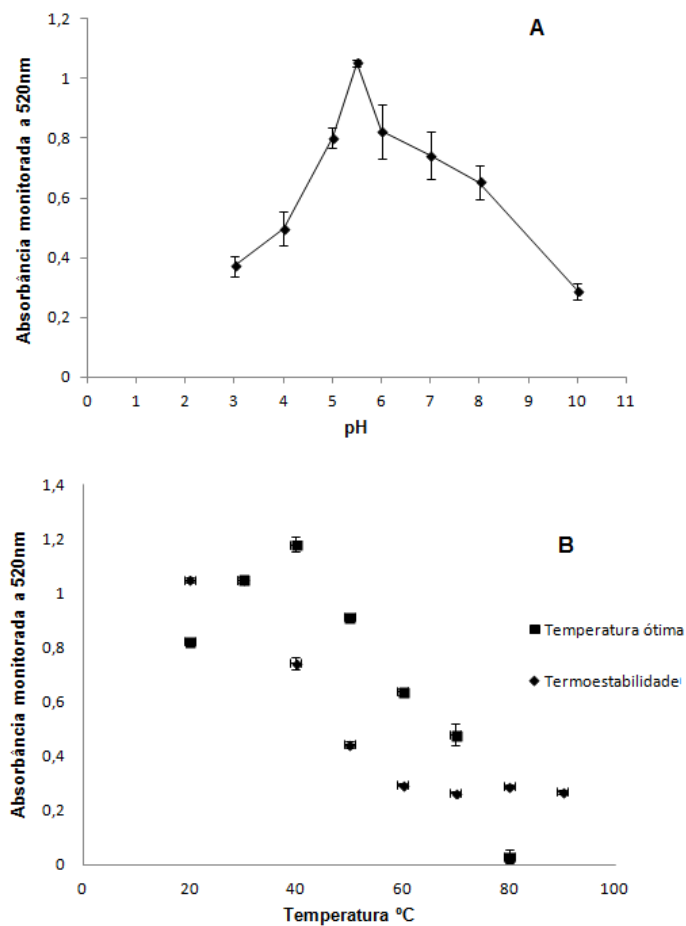 A
Absorbância monitorada a 520nm
1,2
1
0,8
0,6
0,4
0,2
0
0 1 2 3 4 5 6 7 8 9 10 11
pH
B
Absorbância monitorada a 520nm
1,4
1,2
1
0,8
0,6
0,4
0,2
0
Temperatura ótima
Termoestabilidade
0 20 40 60 80 100
Temperatura ºC